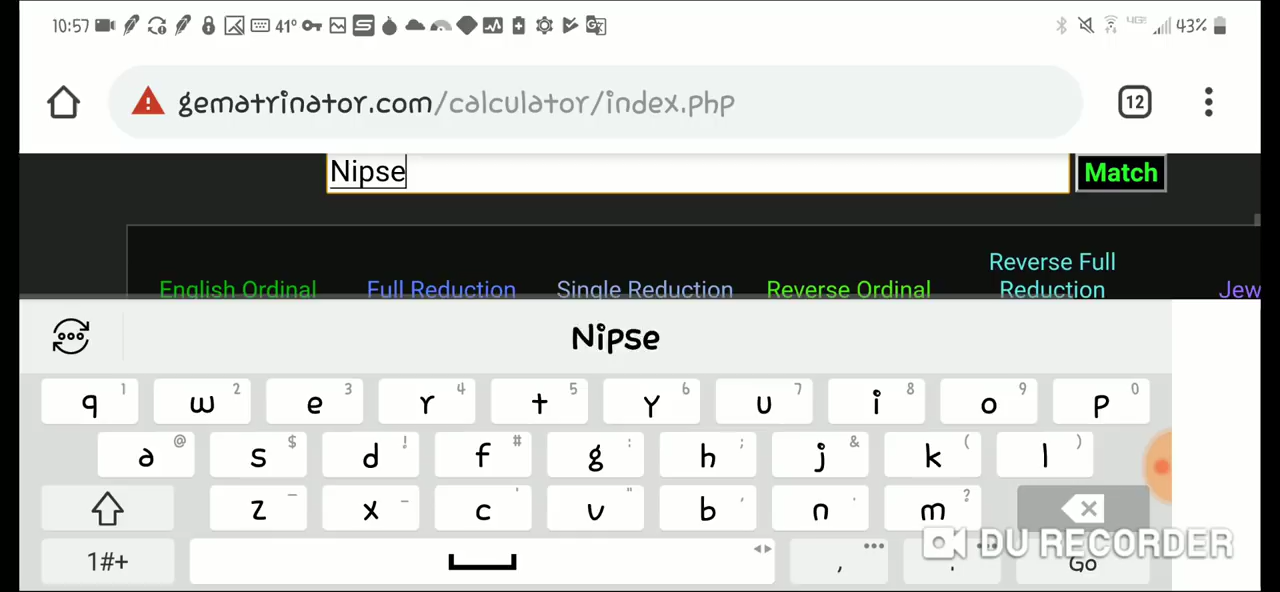 10:57 41° 4GE 43%
gematrinator.com/calculator/index.php 12
Nipse Match
English Ordinal Full Reduction Single Reduction Reverse Ordinal Reverse Full Reduction Jew
Nipse
q 1 w 2 e 3 r 4 t 5 y 6 u 7 i 8 o 9 p 0
a @ s $ d ! f # g : h ; j & k ( l )
z – x - c ' v " b , n . m ?
1#+ , . Go
DU RECORDER